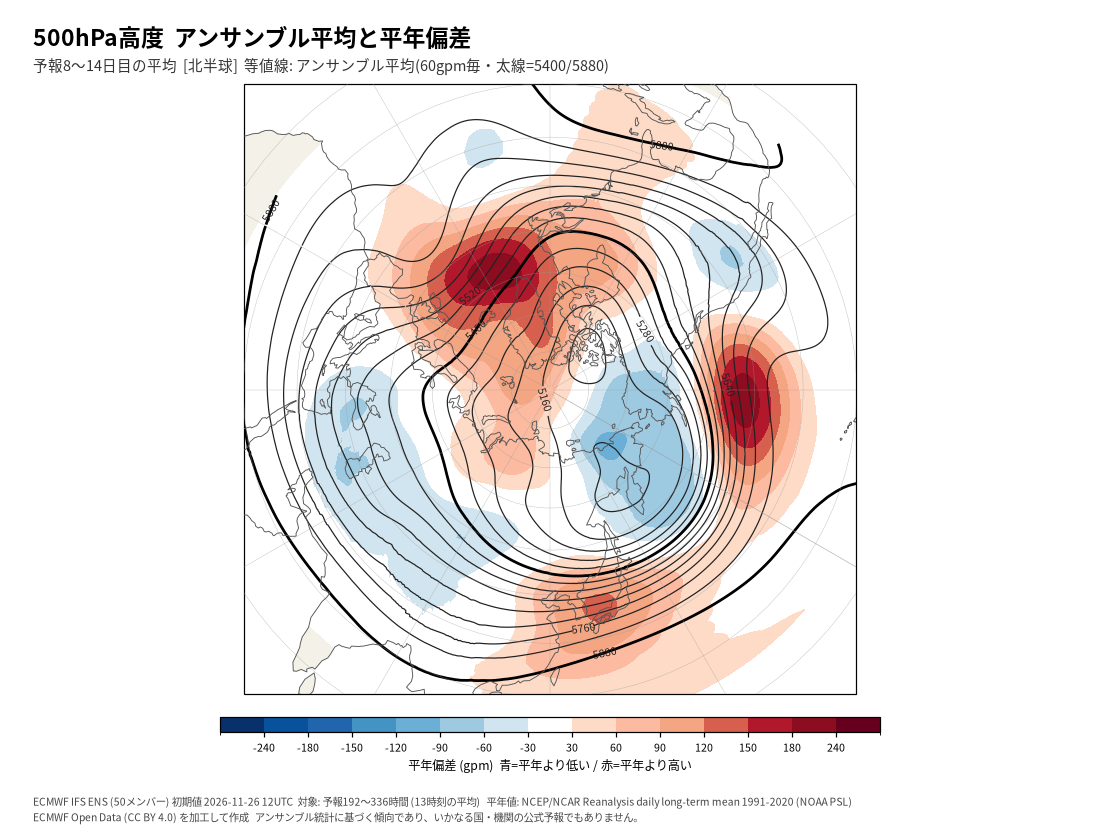 500hPa高度 アンサンブル平均と平年偏差
予報8～14日目の平均 [北半球] 等値線: アンサンブル平均(60gpm毎・太線=5400/5880)
5880
5880
5520
5400
5280
5160
5640
5760
5880
-240 -180 -150 -120 -90 -60 -30 30 60 90 120 150 180 240
平年偏差 (gpm) 青=平年より低い / 赤=平年より高い
ECMWF IFS ENS (50メンバー) 初期値 2026-11-26 12UTC 対象: 予報192～336時間 (13時刻の平均) 平年値: NCEP/NCAR Reanalysis daily long-term mean 1991-2020 (NOAA PSL)
ECMWF Open Data (CC BY 4.0) を加工して作成 アンサンブル統計に基づく傾向であり、いかなる国・機関の公式予報でもありません。